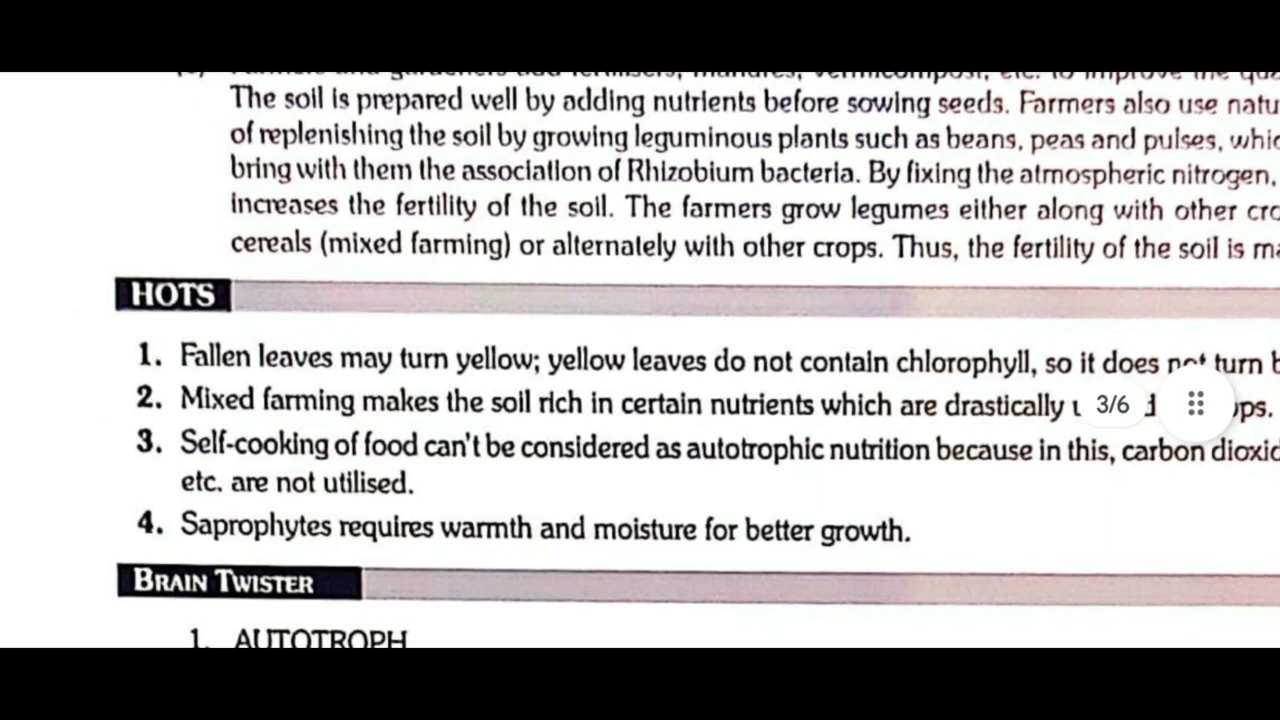 The soil is prepared well by adding nutrients before sowing seeds. Farmers also use natu
of replenishing the soil by growing leguminous plants such as beans, peas and pulses, whic
bring with them the association of Rhizobium bacteria. By fixing the atmospheric nitrogen,
increases the fertility of the soil. The farmers grow legumes either along with other cro
cereals (mixed farming) or alternately with other crops. Thus, the fertility of the soil is ma
HOTS
1. Fallen leaves may turn yellow; yellow leaves do not contain chlorophyll, so it does not turn b
2. Mixed farming makes the soil rich in certain nutrients which are drastically
3/6
3. Self-cooking of food can't be considered as autotrophic nutrition because in this, carbon dioxid
etc. are not utilised.
4. Saprophytes requires warmth and moisture for better growth.
BRAIN TWISTER
1. AUTOTROPH